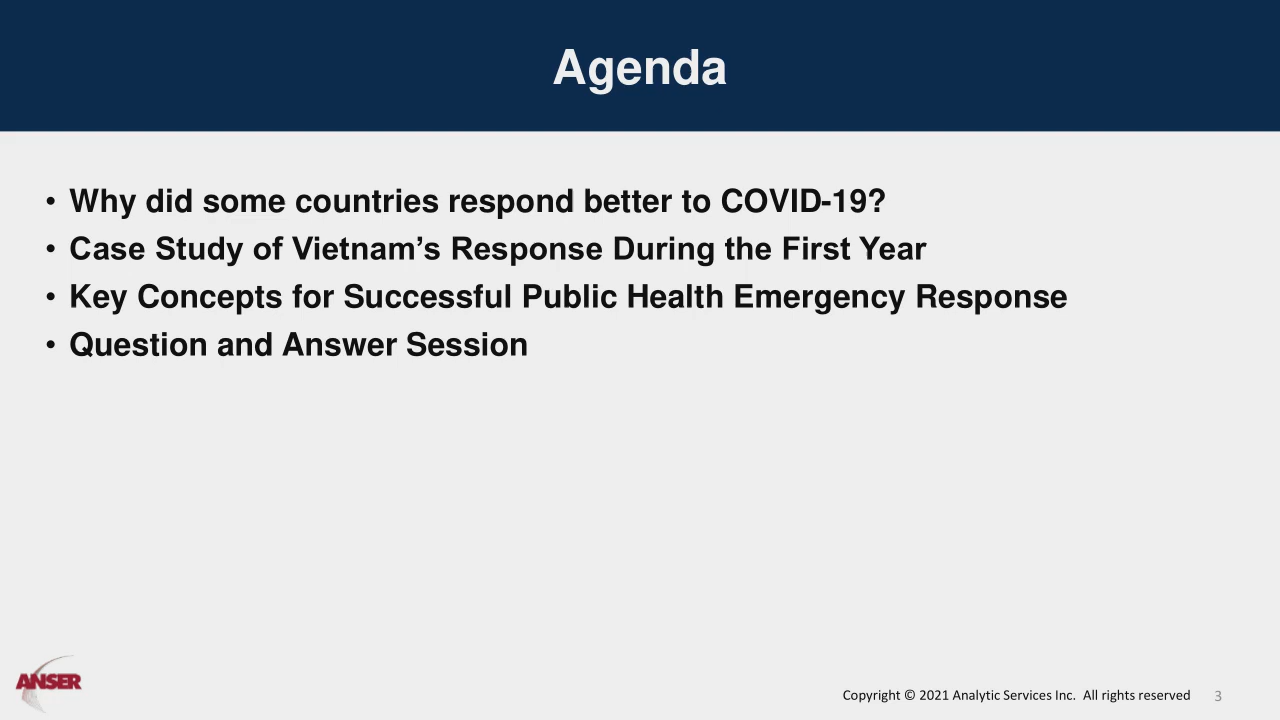 Agenda
• Why did some countries respond better to COVID-19?
• Case Study of Vietnam’s Response During the First Year
• Key Concepts for Successful Public Health Emergency Response
• Question and Answer Session
ANSER
Copyright © 2021 Analytic Services Inc. All rights reserved 3